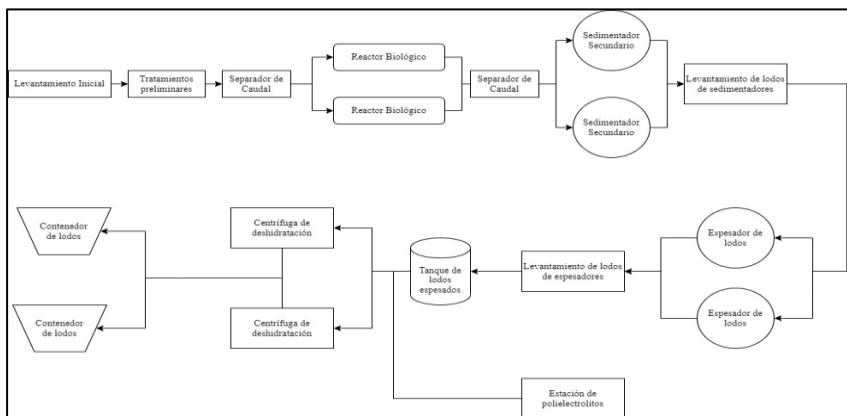 Levantamiento Inicial
Tratamientos
preliminares
Separador de
Caudal
Reactor Biológico
Reactor Biológico
Separador de
Caudal
Sedimentador
Secundario
Sedimentador
Secundario
Levantamiento de lodos
de sedimentadores
Contenedor
de lodos
Contenedor
de lodos
Centrífuga de
deshidratación
Centrífuga de
deshidratación
Tanque de
lodos
espesados
Levantamiento de lodos
de espesadores
Espesador de
lodos
Espesador de
lodos
Estación de
polielectrolitos